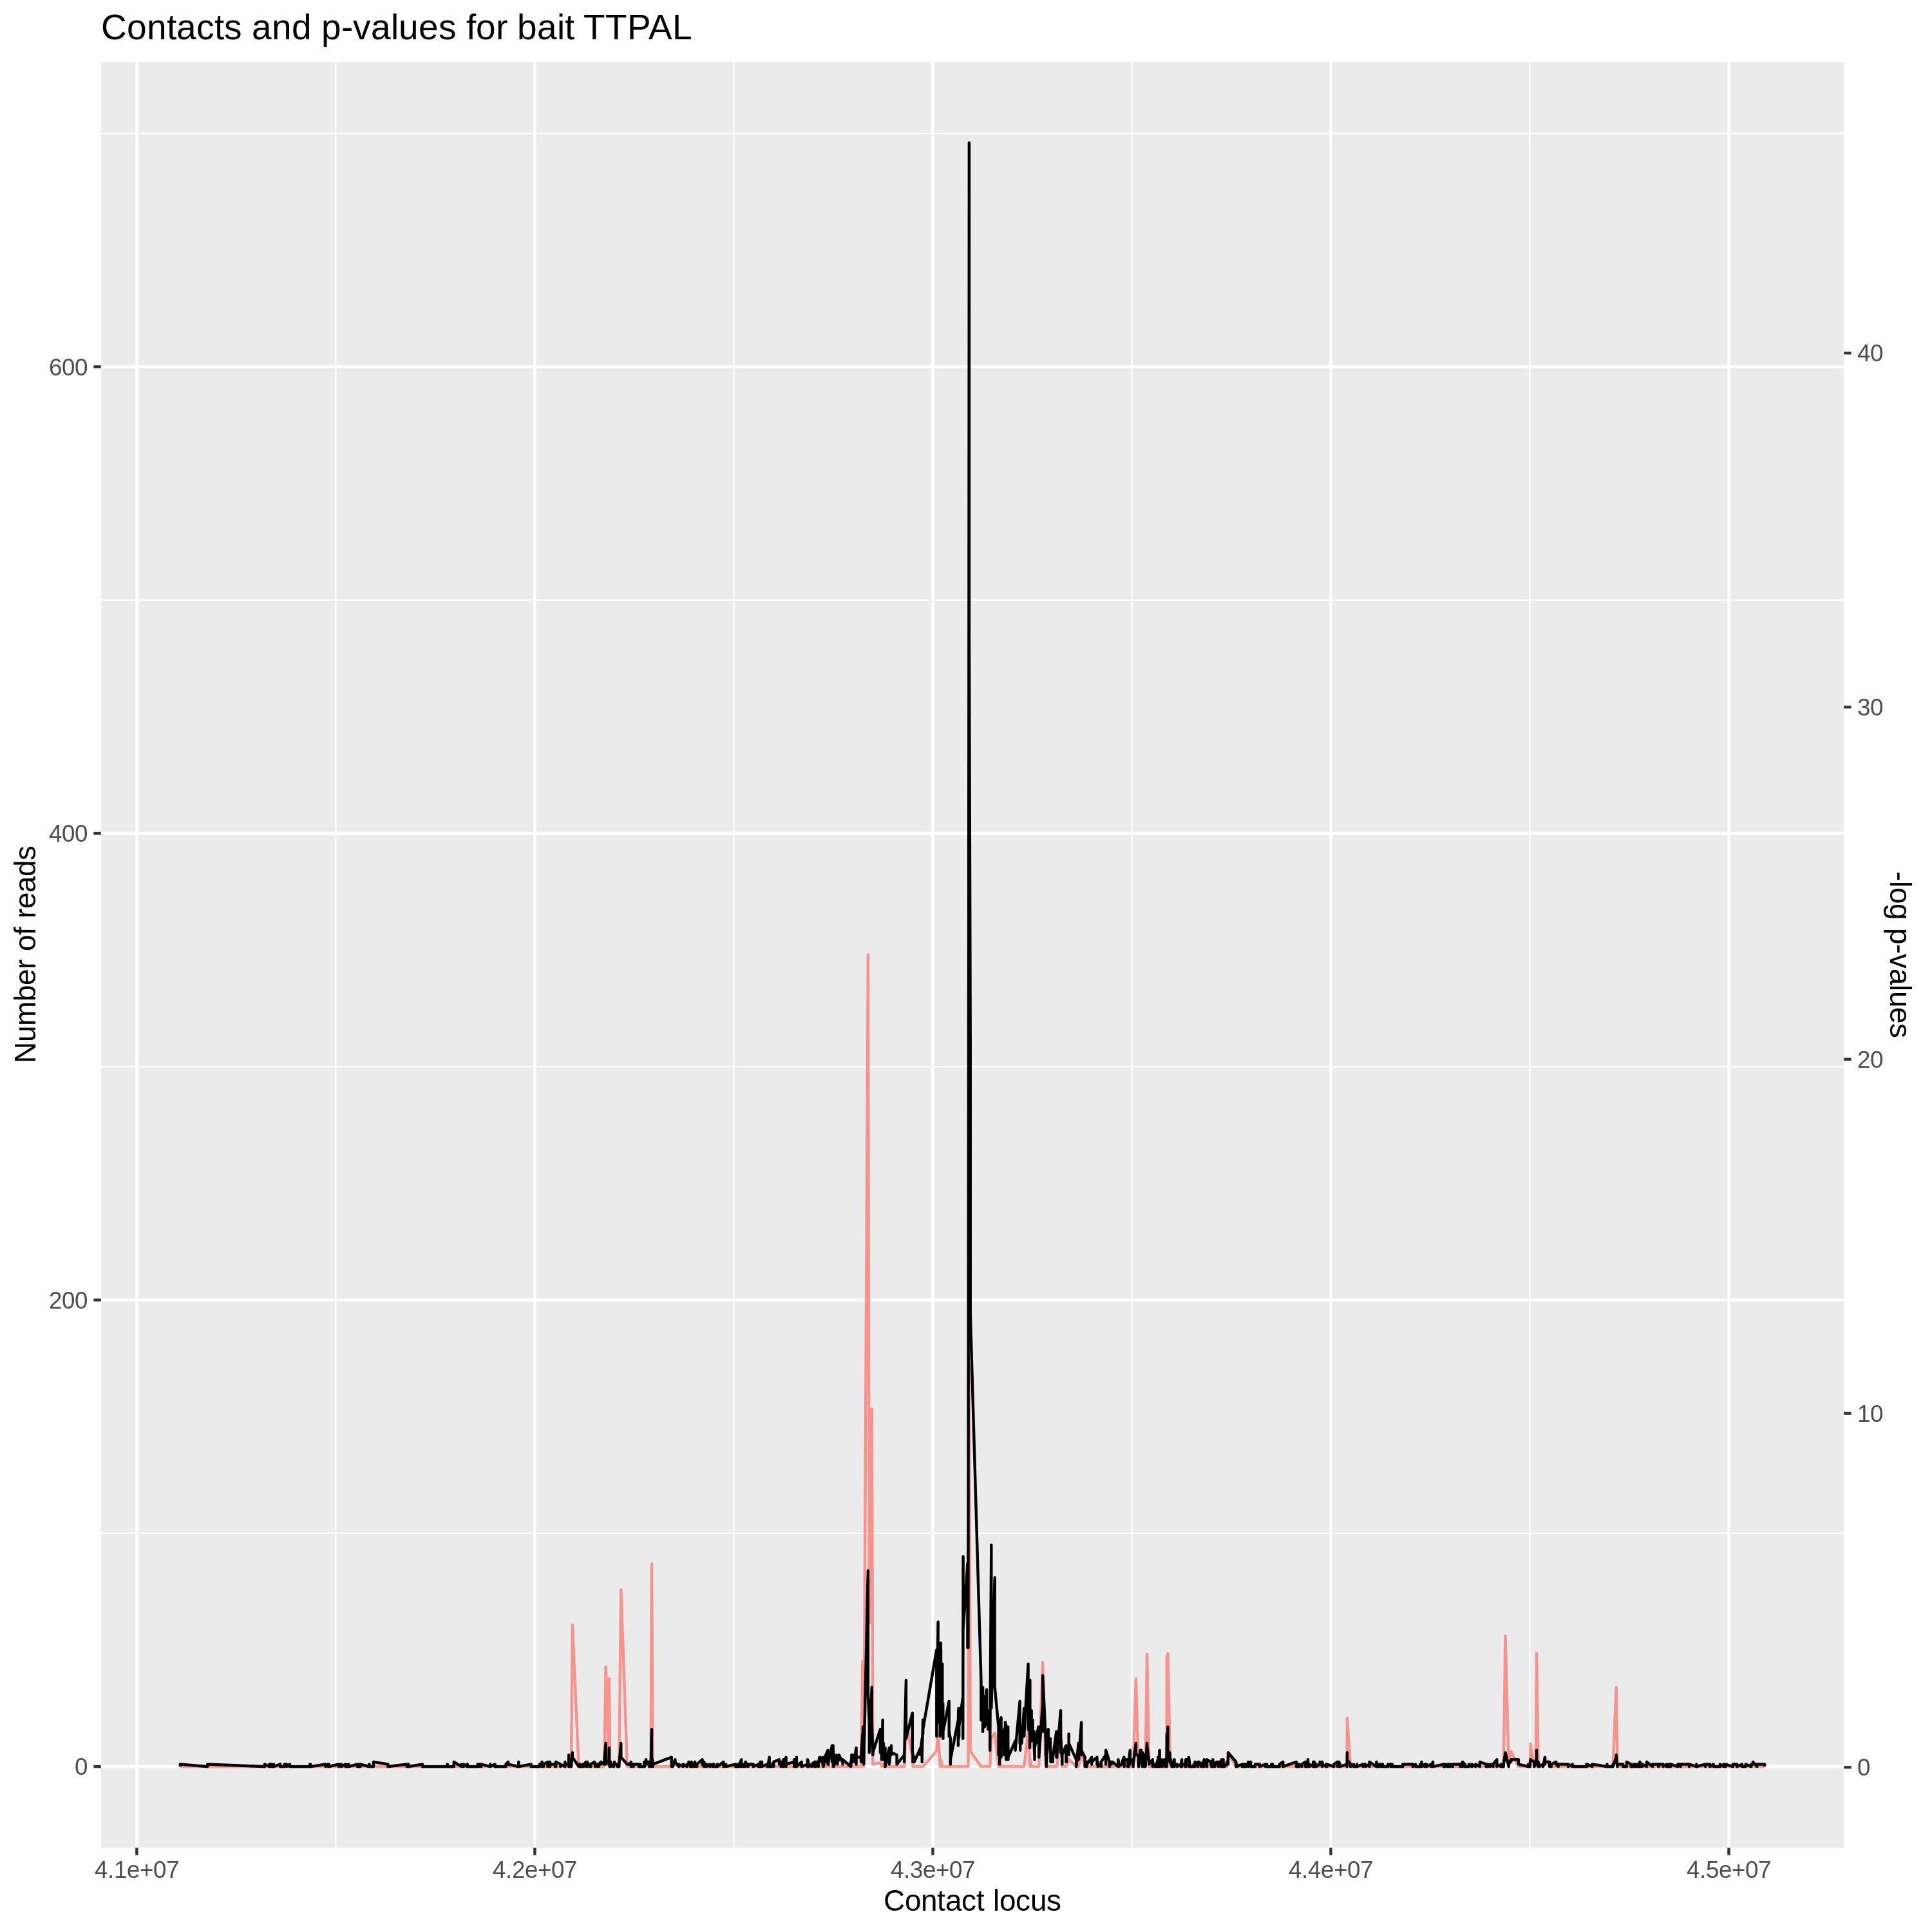 Contacts and p-values for bait TTPAL
600
400
200
0
Number of reads
40
30
20
10
0
-log p-values
4.1e+07
4.2e+07
4.3e+07
4.4e+07
4.5e+07
Contact locus